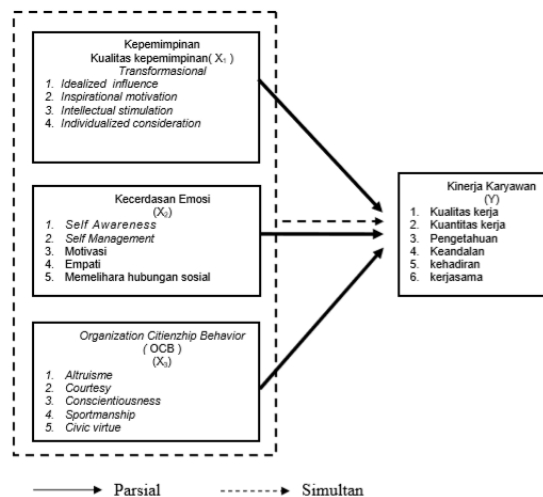 Kepemimpinan
Kualitas kepemimpinan( X₁ )
Transformasional
1. Idealized influence
2. Inspirational motivation
3. Intellectual stimulation
4. Individualized consideration
Kecerdasan Emosi
(X₂)
1. Self Awareness
2. Self Management
3. Motivasi
4. Empati
5. Memelihara hubungan sosial
Organization Citienzhip Behavior
( OCB )
(X₃)
1. Altruisme
2. Courtesy
3. Conscientiousness
4. Sportmanship
5. Civic virtue
Kinerja Karyawan
(Y)
1. Kualitas kerja
2. Kuantitas kerja
3. Pengetahuan
4. Keandalan
5. kehadiran
6. kerjasama
Parsial
Simultan